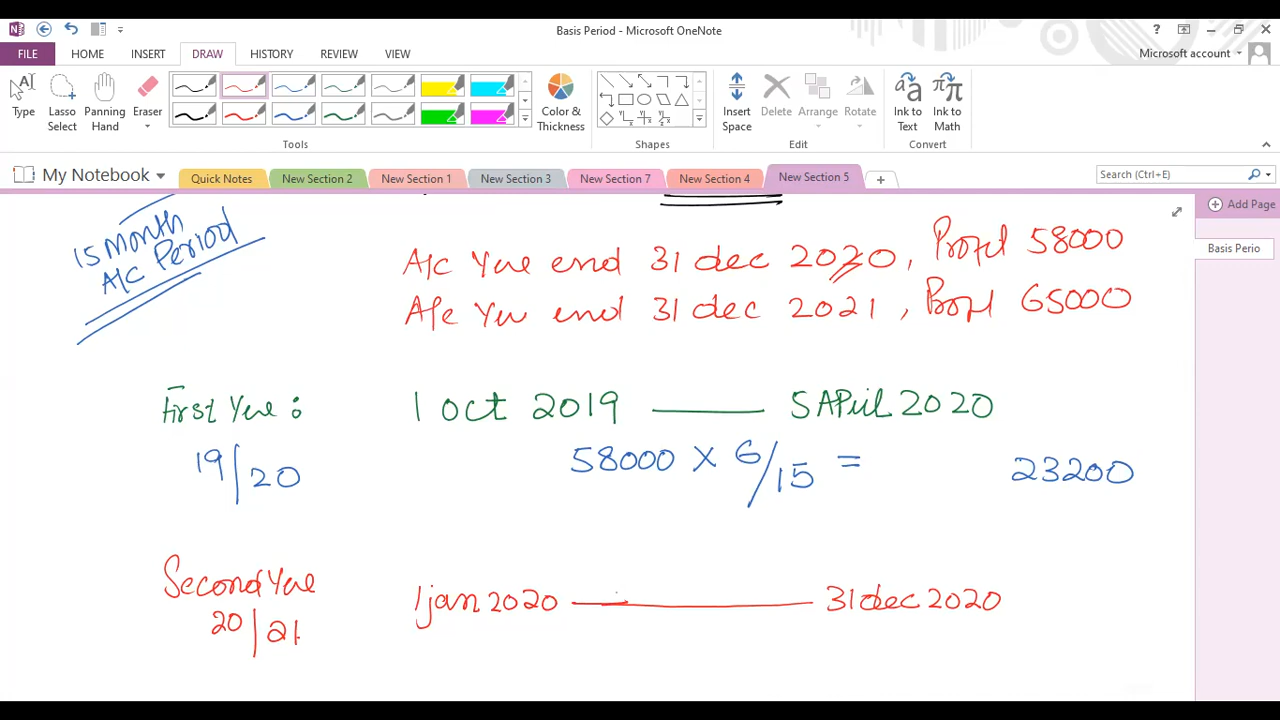 Basis Period - Microsoft OneNote
?
FILE HOME INSERT DRAW HISTORY REVIEW VIEW
Microsoft account
Type Lasso Select Panning Hand Eraser Color & Thickness Insert Space Delete Arrange Rotate Ink to Text Ink to Math
Tools Shapes Edit Convert
My Notebook Quick Notes New Section 2 New Section 1 New Section 3 New Section 7 New Section 4 New Section 5 Search (Ctrl+E)
Add Page
Basis Perio
15 Month
A/C Period
A/c Yere end 31 dec 2020, Profit 58000
A/c Yer end 31 dec 2021, Profit 65000
First Yere : 1 oct 2019 — 5 APril 2020
19/20 58000 × 6/15 = 23200
Second Yere 1 jan 2020 — 31 dec 2020
20/21